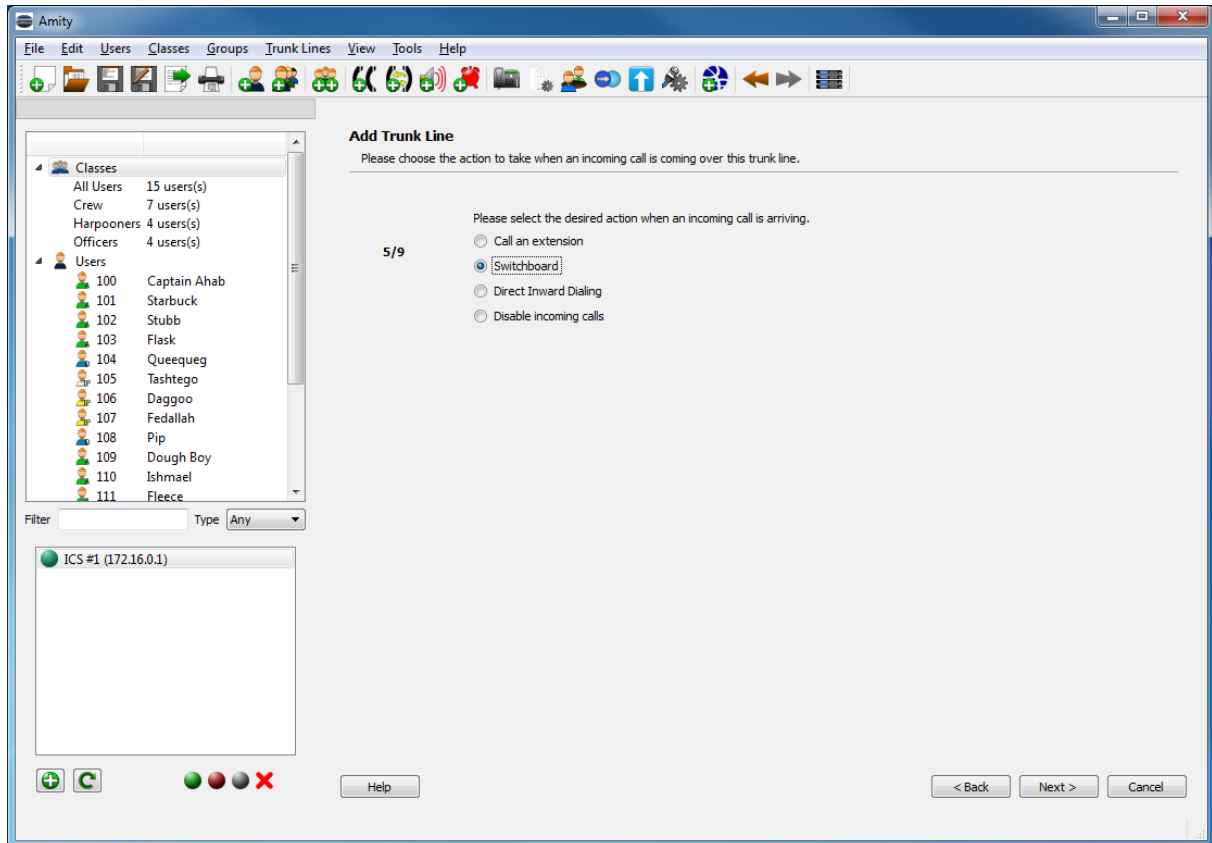 Amity
File Edit Users Classes Groups Trunk Lines View Tools Help
Add Trunk Line
Please choose the action to take when an incoming call is coming over this trunk line.
Classes
All Users 15 users(s)
Crew 7 users(s)
Harpooners 4 users(s)
Officers 4 users(s)
Users
100 Captain Ahab
101 Starbuck
102 Stubb
103 Flask
104 Queequeg
105 Tashtego
106 Daggoo
107 Fedallah
108 Pip
109 Dough Boy
110 Ishmael
111 Fleece
Filter Type Any
ICS #1 (172.16.0.1)
5/9
Please select the desired action when an incoming call is arriving.
Call an extension
Switchboard
Direct Inward Dialing
Disable incoming calls
Help < Back Next > Cancel